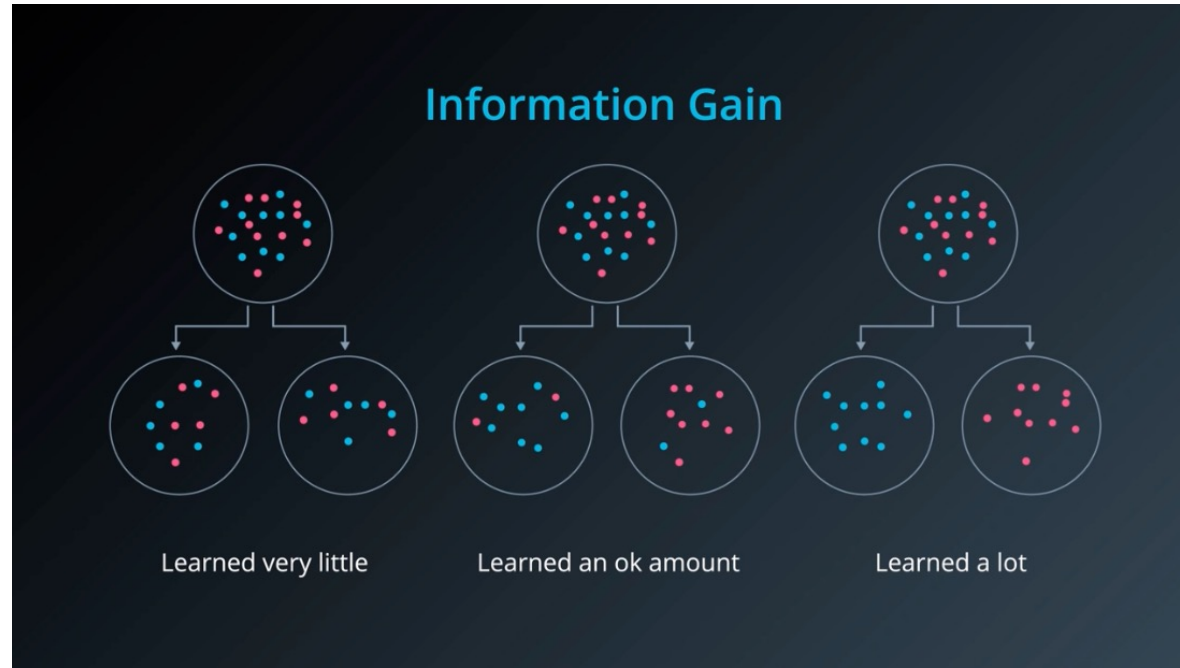 Information Gain
Learned very little
Learned an ok amount
Learned a lot